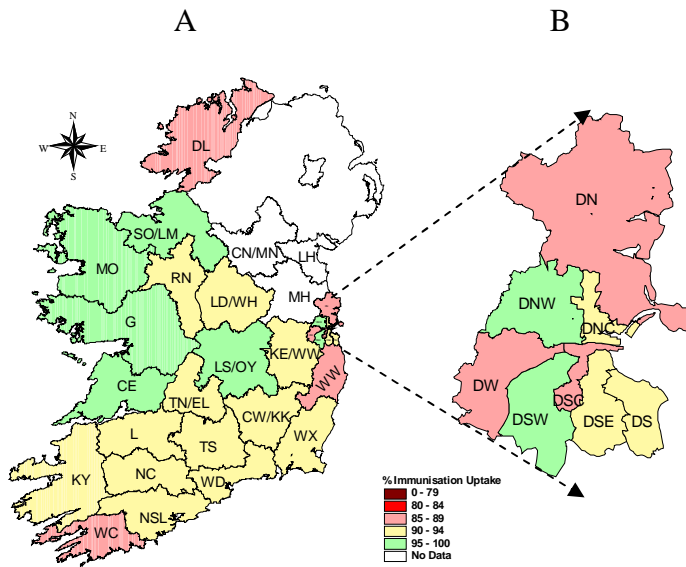 A B
N
W E
S
DL
SO/LM
CN/MN
LH
MO
RN
LD/WH
MH
G
KE/WW
LS/OY
WW
CE
TN/EL
CW/KK
L
TS
WX
KY
NC
WD
NSL
WC
DN
DNW
DNC
DW
DSC
DSW
DSE
DS
% Immunisation Uptake
0 - 79
80 - 84
85 - 89
90 - 94
95 - 100
No Data